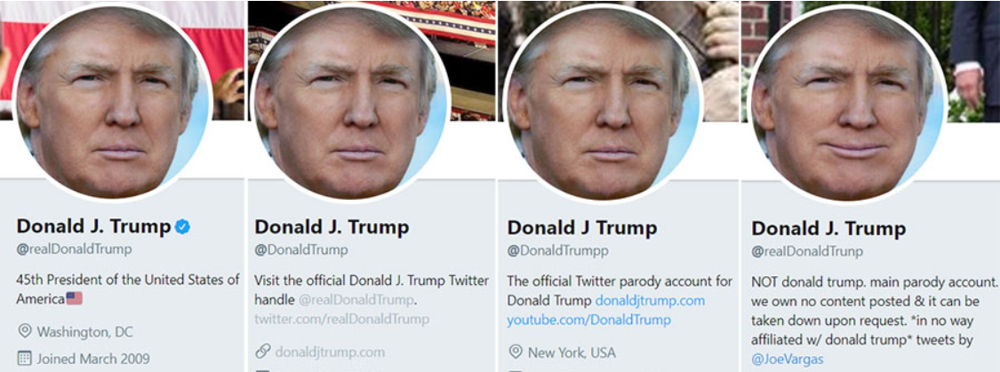 Donald J. Trump
@realDonaldTrump
45th President of the United States of
America
Washington, DC
Joined March 2009
Donald J. Trump
@DonaldTrump
Visit the official Donald J. Trump Twitter
handle @realDonaldTrump.
twitter.com/realDonaldTrump
donaldjtrump.com
Donald J Trump
@DonaldTrumpp
The official Twitter parody account for
Donald Trump donaldjtrump.com
youtube.com/DonaldTrump
New York, USA
Donald J. Trump
@realDonaldTrunp
NOT donald trump. main parody account.
we own no content posted & it can be
taken down upon request. *in no way
affiliated w/ donald trump* tweets by
@JoeVargas